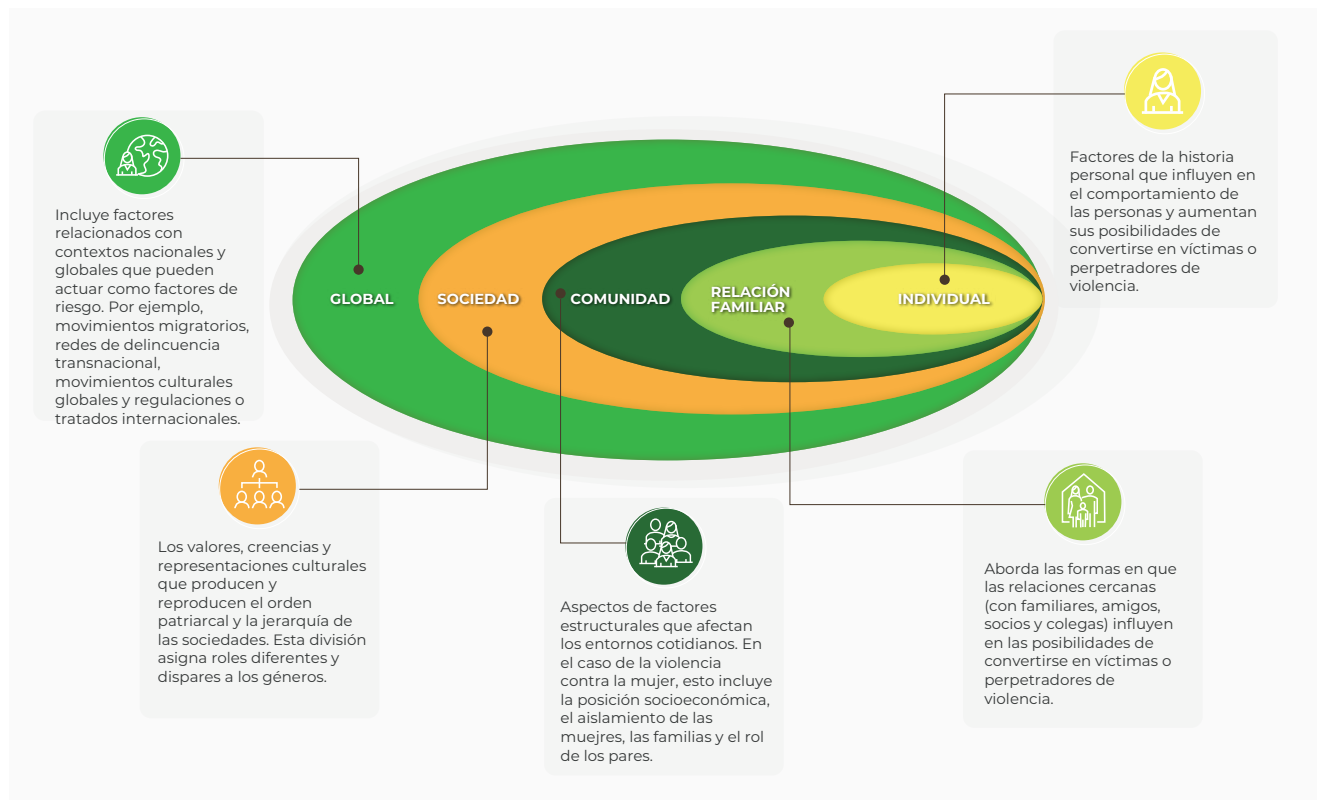 Factores de la historia
personal que influyen en
el comportamiento de
las personas y aumentan
sus posibilidades de
convertirse en víctimas o
perpetradores de
violencia.
Incluye factores
relacionados con
contextos nacionales y
globales que pueden
actuar como factores de
riesgo. Por ejemplo,
movimientos migratorios,
redes de delincuencia
transnacional,
movimientos culturales
globales y regulaciones o
tratados internacionales.
GLOBAL
SOCIEDAD
COMUNIDAD
RELACIÓN
FAMILIAR
INDIVIDUAL
Los valores, creencias y
representaciones culturales
que producen y
reproducen el orden
patriarcal y la jerarquía de
las sociedades. Esta división
asigna roles diferentes y
dispares a los géneros.
Aspectos de factores
estructurales que afectan
los entornos cotidianos. En
el caso de la violencia
contra la mujer, esto incluye
la posición socioeconómica,
el aislamiento de las
muejres, las familias y el rol
de los pares.
Aborda las formas en que
las relaciones cercanas
(con familiares, amigos,
socios y colegas) influyen
en las posibilidades de
convertirse en víctimas o
perpetradores de
violencia.